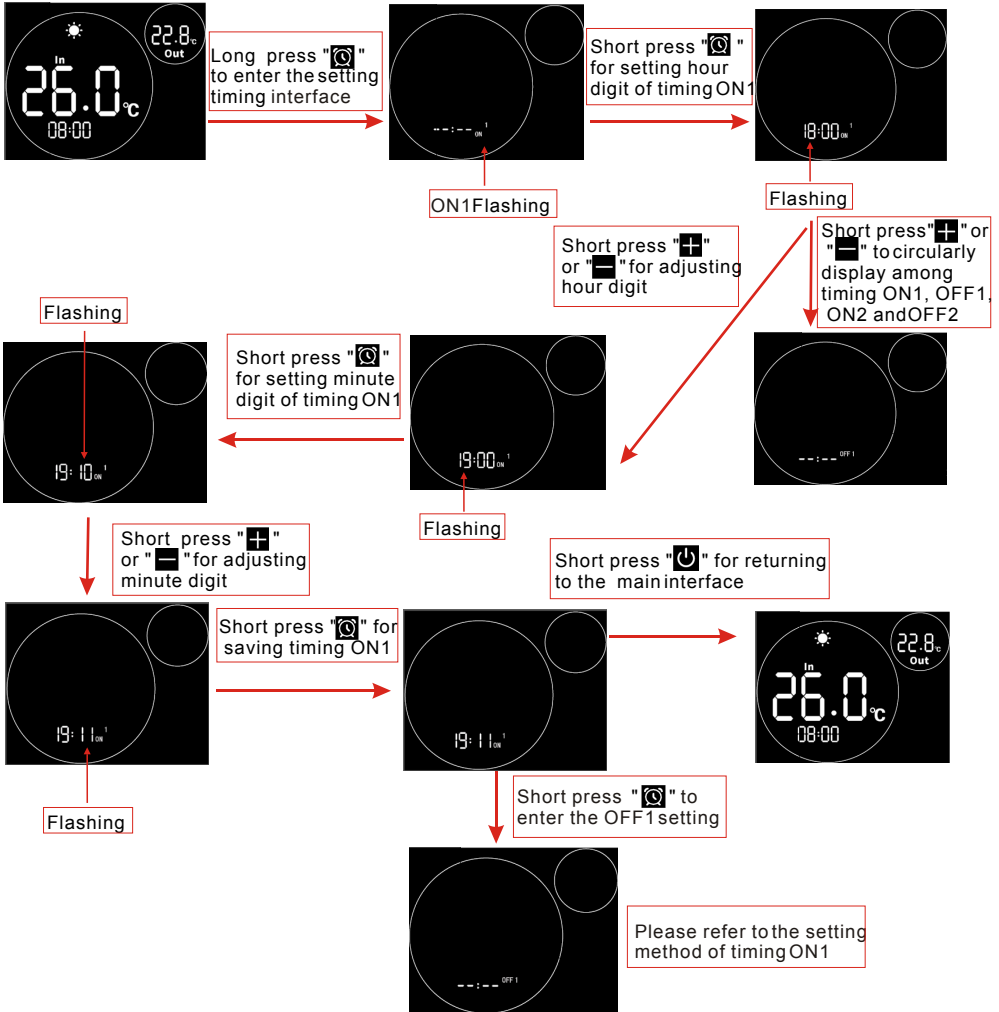 22.8°C
Out
In
26.0°C
08:00
Long press " "
to enter the setting
timing interface
--:-- ON 1
ON1Flashing
Short press " "
for setting hour
digit of timing ON1
18:00 ON 1
Flashing
Short press "+" or
"−" to circularly
display among
timing ON1, OFF1,
ON2 andOFF2
--:-- OFF 1
Short press "+"
or "−" for adjusting
hour digit
19:00 ON 1
Flashing
Short press " "
for setting minute
digit of timing ON1
Flashing
19:10 ON 1
Short press "+"
or "−" for adjusting
minute digit
19:11 ON 1
Flashing
Short press " " for
saving timing ON1
19:11 ON 1
Short press " " for returning
to the main interface
22.8°C
Out
In
26.0°C
08:00
Short press " " to
enter the OFF1 setting
--:-- OFF 1
Please refer to the setting
method of timing ON1